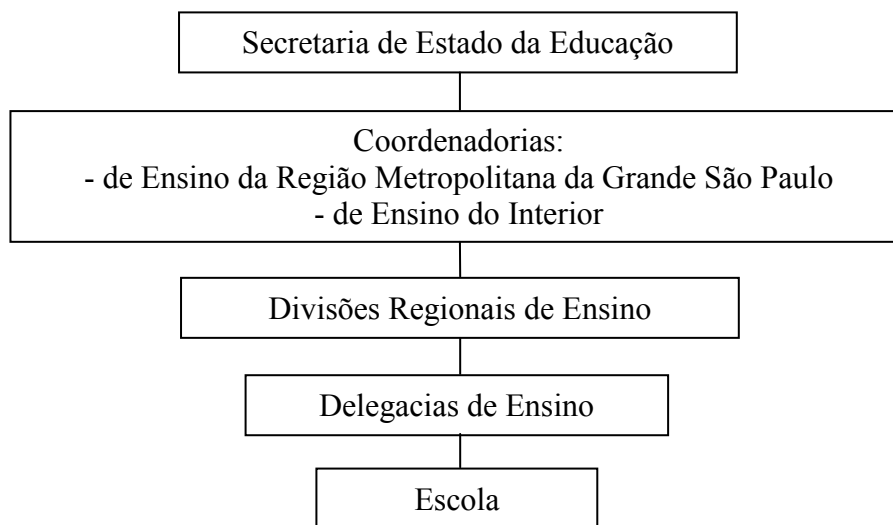 Secretaria de Estado da Educação
Coordenadorias:
- de Ensino da Região Metropolitana da Grande São Paulo
- de Ensino do Interior
Divisões Regionais de Ensino
Delegacias de Ensino
Escola